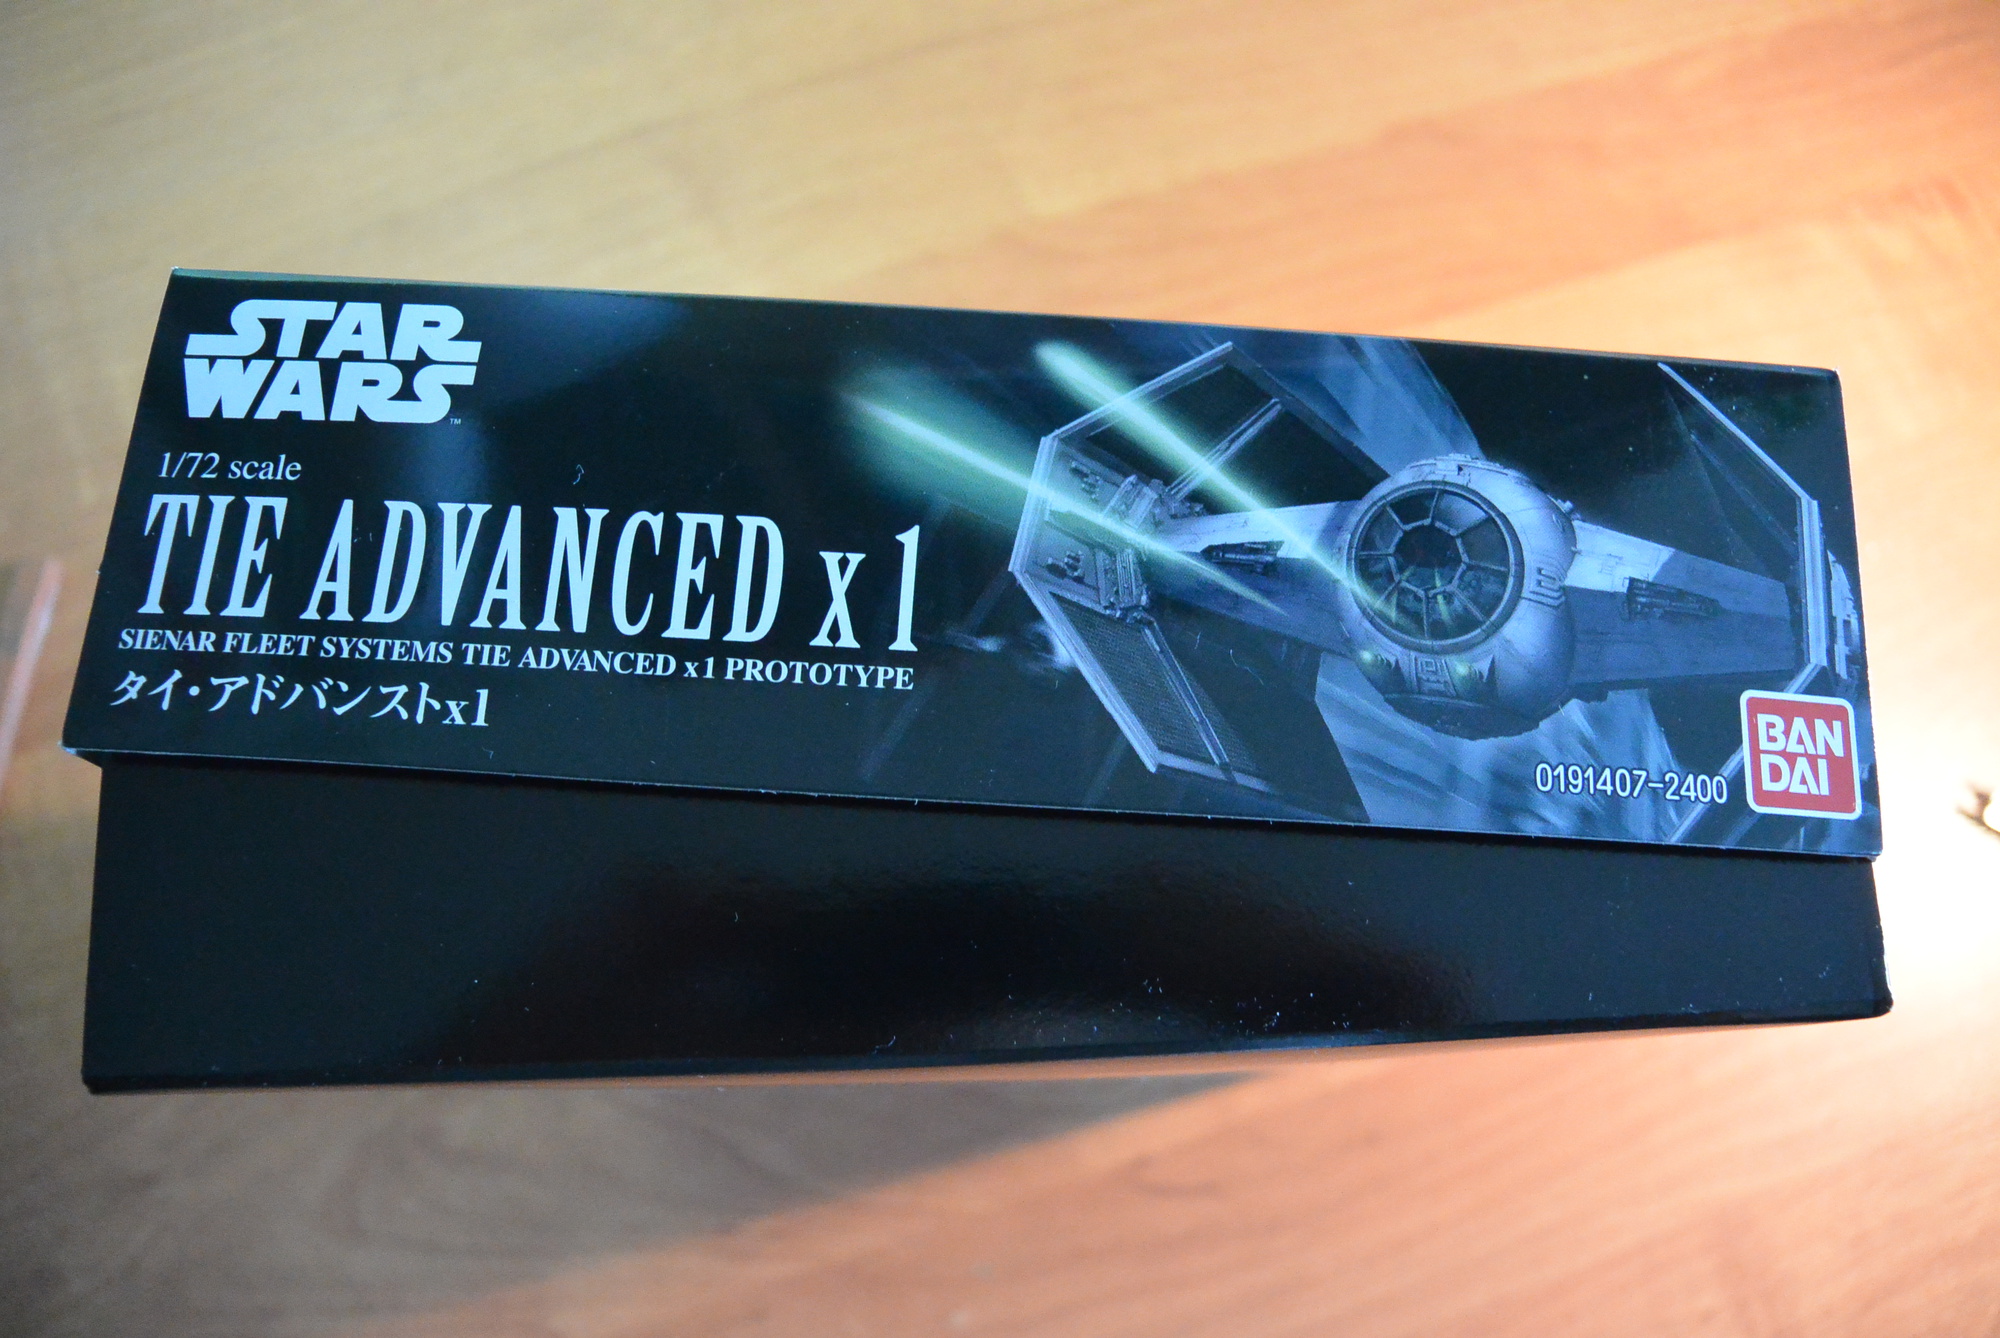 STAR
WARS
™
1/72 scale
TIE ADVANCED x1
SIENAR FLEET SYSTEMS TIE ADVANCED x1 PROTOTYPE
タイ・アドバンストx1
0191407-2400
BAN
DAI